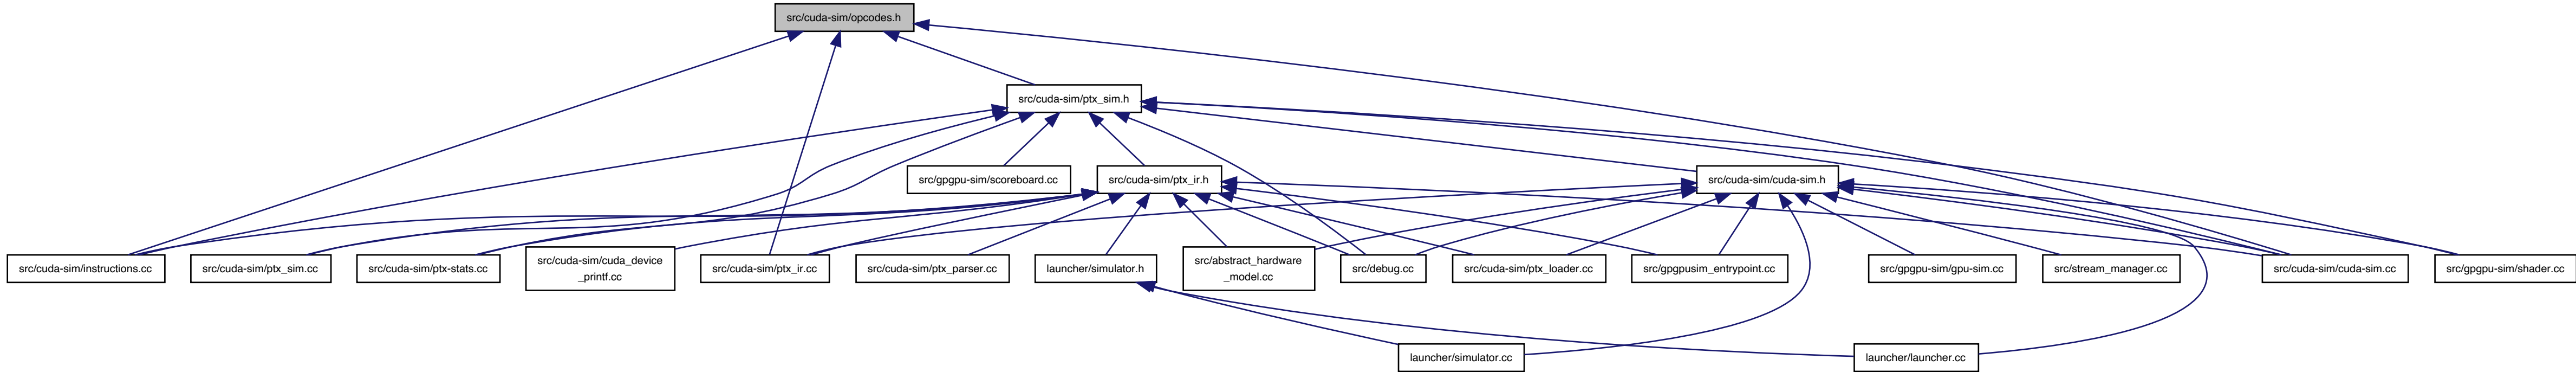 src/cuda-sim/opcodes.h
src/cuda-sim/ptx_sim.h
src/gpgpu-sim/scoreboard.cc
src/cuda-sim/ptx_ir.h
src/cuda-sim/cuda-sim.h
src/cuda-sim/instructions.cc
src/cuda-sim/ptx_sim.cc
src/cuda-sim/ptx-stats.cc
src/cuda-sim/cuda_device
_printf.cc
src/cuda-sim/ptx_ir.cc
src/cuda-sim/ptx_parser.cc
launcher/simulator.h
src/abstract_hardware
_model.cc
src/debug.cc
src/cuda-sim/ptx_loader.cc
src/gpgpusim_entrypoint.cc
src/gpgpu-sim/gpu-sim.cc
src/stream_manager.cc
src/cuda-sim/cuda-sim.cc
src/gpgpu-sim/shader.cc
launcher/simulator.cc
launcher/launcher.cc